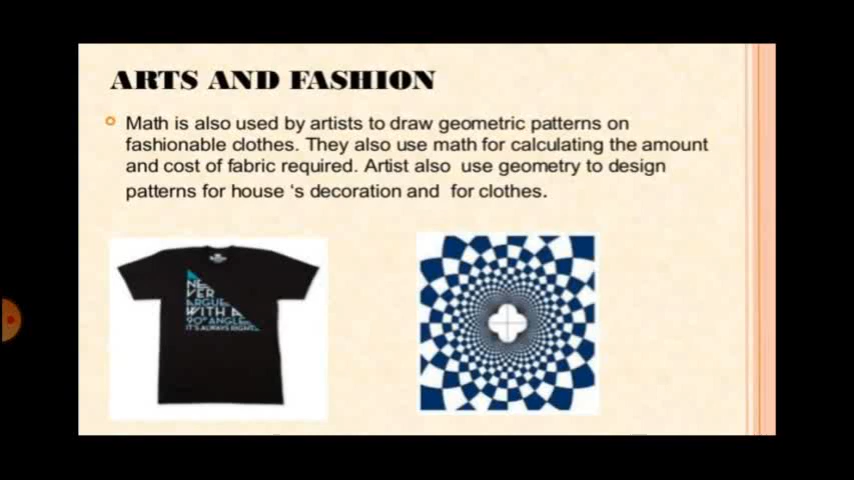 ARTS AND FASHION
Math is also used by artists to draw geometric patterns on
fashionable clothes. They also use math for calculating the amount
and cost of fabric required. Artist also use geometry to design
patterns for house 's decoration and for clothes.
NE
VER
ARGUE
WITH A
90° ANGLE
IT'S ALWAYS RIGHT.